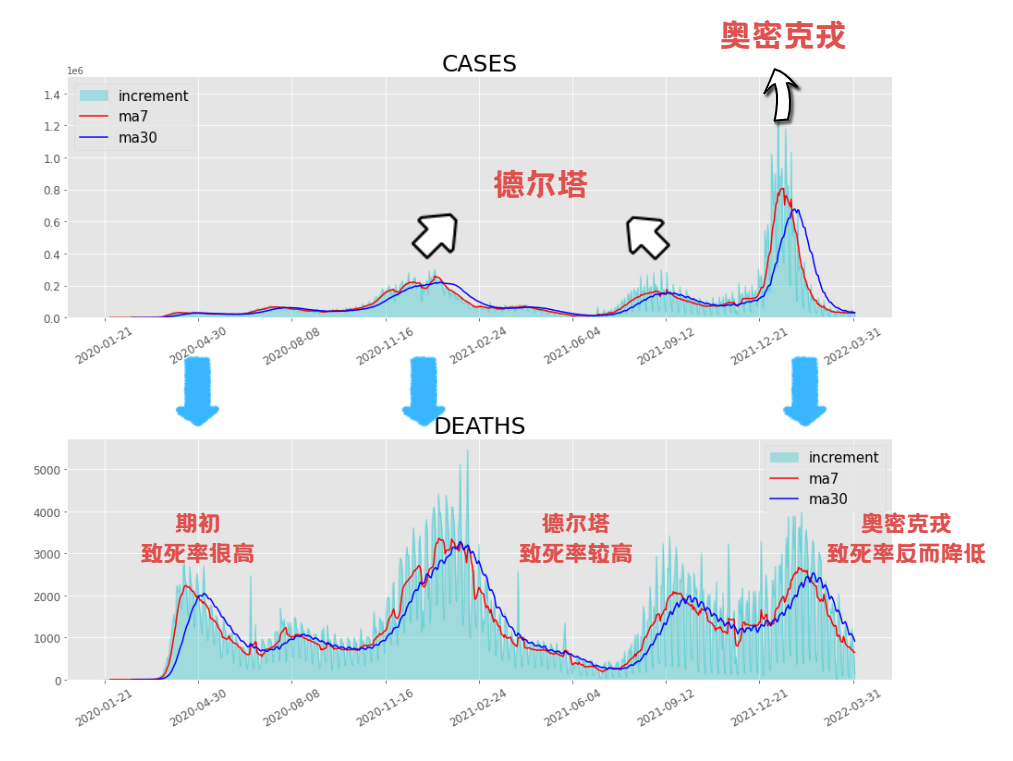 奥密克戎
CASES
1e6
increment
ma7
ma30
1.4
1.2
1.0
0.8
0.6
0.4
0.2
0.0
德尔塔
2020-01-21
2020-04-30
2020-08-08
2020-11-16
2021-02-24
2021-06-04
2021-09-12
2021-12-21
2022-03-31
DEATHS
increment
ma7
ma30
5000
4000
3000
2000
1000
0
期初
致死率很高
德尔塔
致死率较高
奥密克戎
致死率反而降低
2020-01-21
2020-04-30
2020-08-08
2020-11-16
2021-02-24
2021-06-04
2021-09-12
2021-12-21
2022-03-31